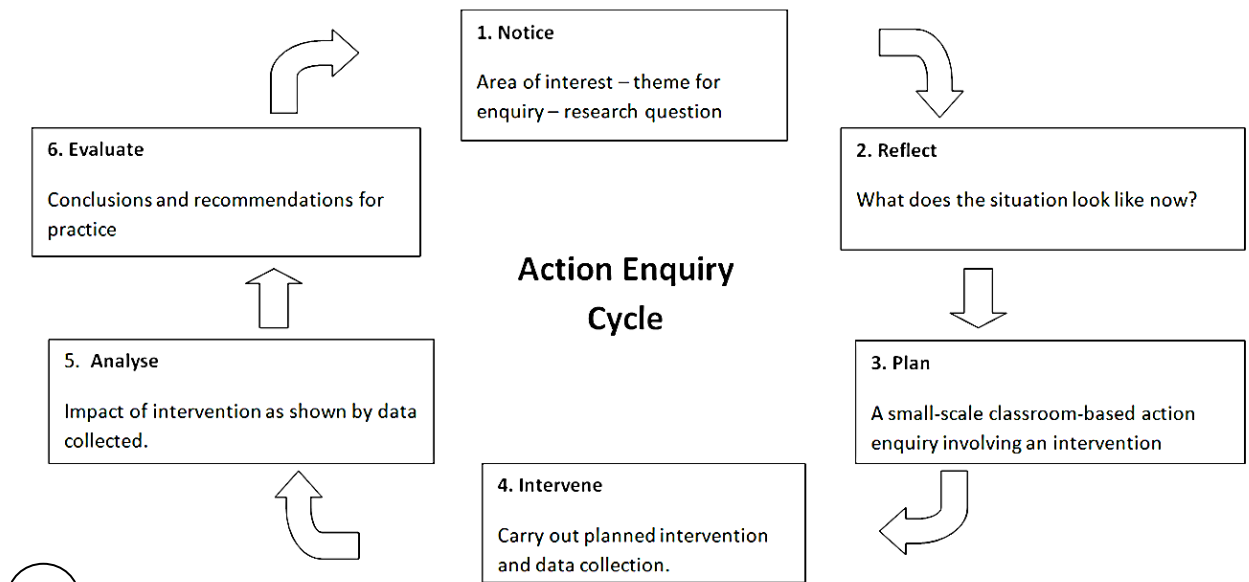 1. Notice
Area of interest – theme for
enquiry – research question
2. Reflect
What does the situation look like now?
3. Plan
A small-scale classroom-based action
enquiry involving an intervention
4. Intervene
Carry out planned intervention
and data collection.
5. Analyse
Impact of intervention as shown by data
collected.
6. Evaluate
Conclusions and recommendations for
practice
Action Enquiry
Cycle